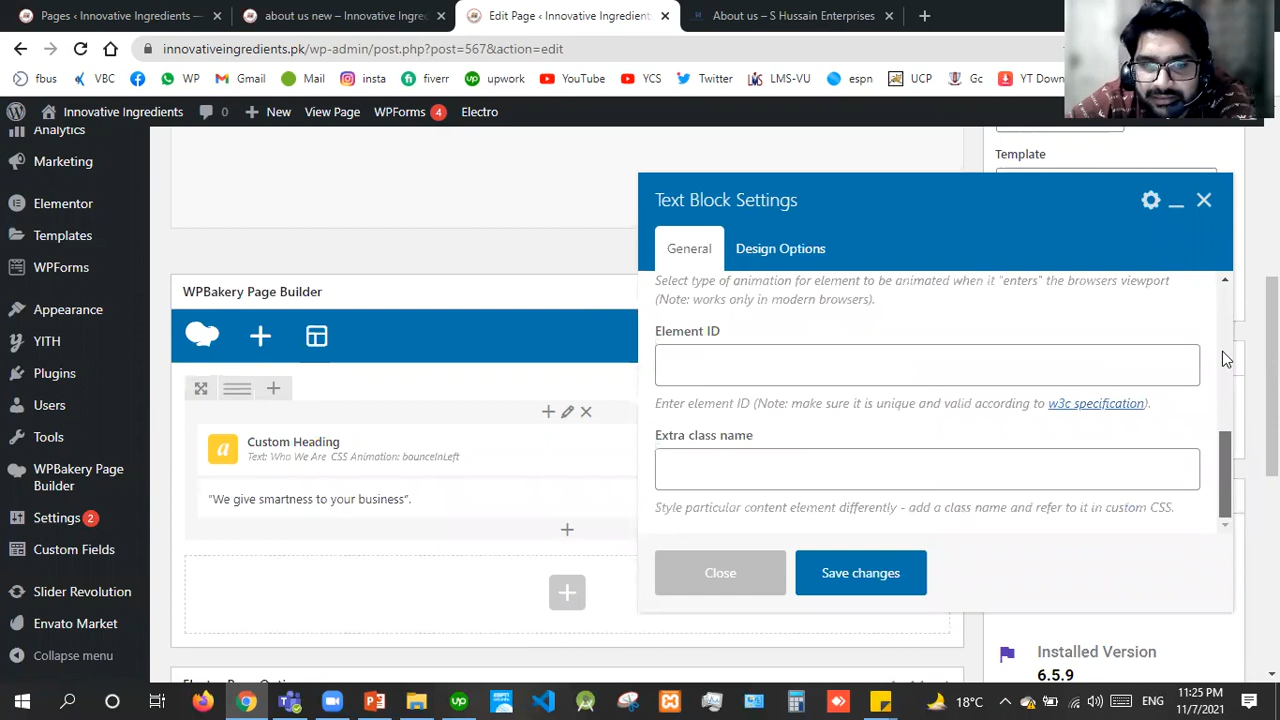 Pages ‹ Innovative Ingredients —
about us new – Innovative Ingre
Edit Page ‹ Innovative Ingredient
About us – S Hussain Enterprises
innovativeingredients.pk/wp-admin/post.php?post=567&action=edit
fbus
VBC
WP
Gmail
Mail
insta
fiverr
upwork
YouTube
YCS
Twitter
LMS-VU
espn
UCP
Gc
YT Down
Innovative Ingredients
0
New
View Page
WPForms 4
Electro
Analytics
Marketing
Elementor
Templates
WPForms
Appearance
YITH
Plugins
Users
Tools
WPBakery Page
Builder
Settings 2
Custom Fields
Slider Revolution
Envato Market
Collapse menu
WPBakery Page Builder
a
Custom Heading
Text: Who We Are CSS Animation: bounceInLeft
"We give smartness to your business".
Template
Text Block Settings
General
Design Options
Select type of animation for element to be animated when it "enters" the browsers viewport
(Note: works only in modern browsers).
Element ID
Enter element ID (Note: make sure it is unique and valid according to w3c specification).
Extra class name
Style particular content element differently - add a class name and refer to it in custom CSS.
Close
Save changes
Installed Version
6.5.9
18°C
ENG
11:25 PM
11/7/2021